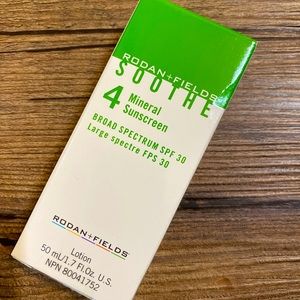 RODAN+FIELDS
SOOTHE
4 Mineral
Sunscreen
BROAD SPECTRUM SPF 30
Large spectre FPS 30
RODAN+FIELDS
Lotion
50 mL/1.7 Fl.Oz. U.S.
NPN 80041752